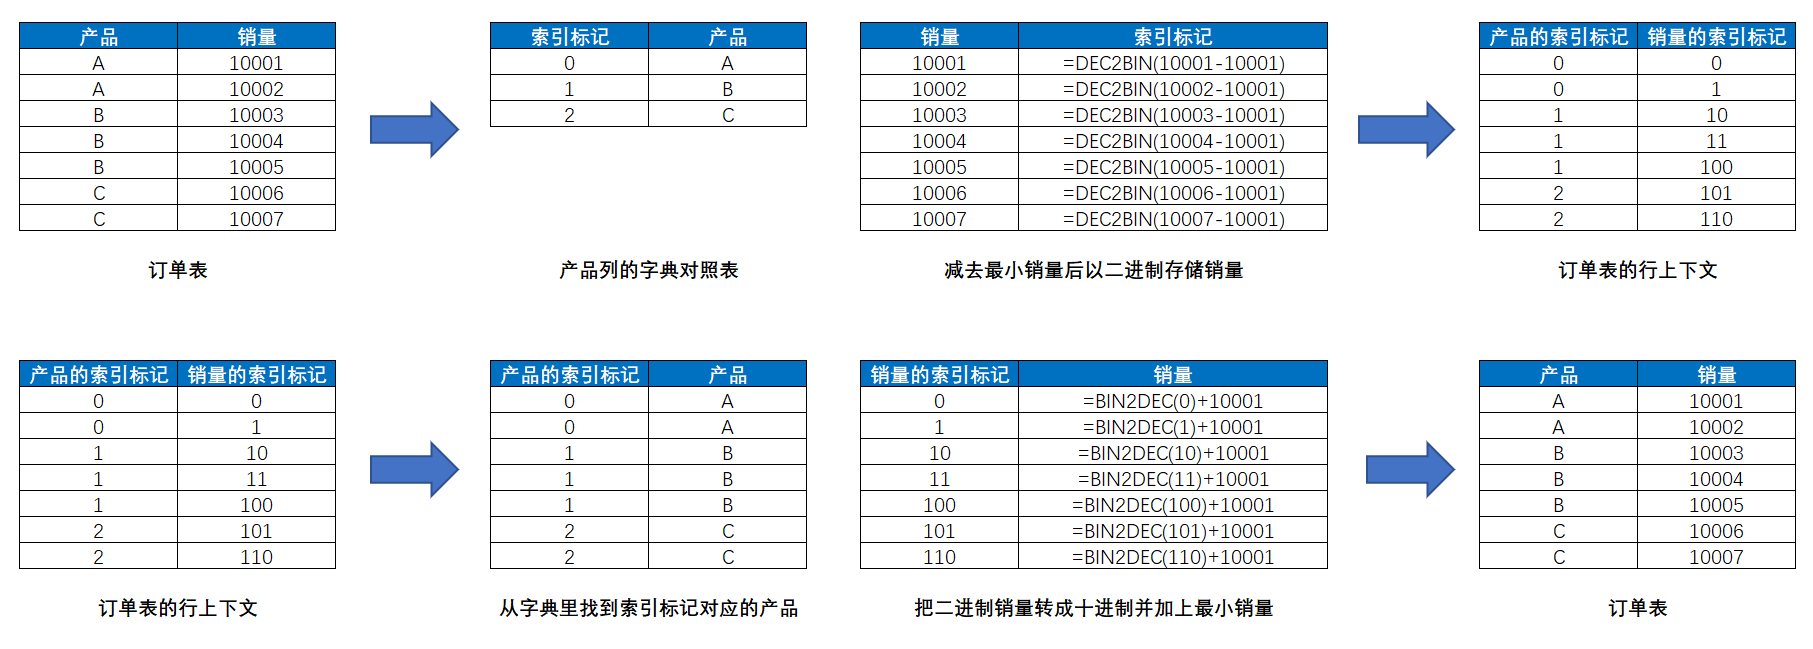 产品 销量
A 10001
A 10002
B 10003
B 10004
B 10005
C 10006
C 10007
订单表
索引标记 产品
0 A
1 B
2 C
产品列的字典对照表
销量 索引标记
10001 =DEC2BIN(10001-10001)
10002 =DEC2BIN(10002-10001)
10003 =DEC2BIN(10003-10001)
10004 =DEC2BIN(10004-10001)
10005 =DEC2BIN(10005-10001)
10006 =DEC2BIN(10006-10001)
10007 =DEC2BIN(10007-10001)
减去最小销量后以二进制存储销量
产品的索引标记 销量的索引标记
0 0
0 1
1 10
1 11
1 100
2 101
2 110
订单表的行上下文
产品的索引标记 销量的索引标记
0 0
0 1
1 10
1 11
1 100
2 101
2 110
订单表的行上下文
产品的索引标记 产品
0 A
0 A
1 B
1 B
1 B
2 C
2 C
从字典里找到索引标记对应的产品
销量的索引标记 销量
0 =BIN2DEC(0)+10001
1 =BIN2DEC(1)+10001
10 =BIN2DEC(10)+10001
11 =BIN2DEC(11)+10001
100 =BIN2DEC(100)+10001
101 =BIN2DEC(101)+10001
110 =BIN2DEC(110)+10001
把二进制销量转成十进制并加上最小销量
产品 销量
A 10001
A 10002
B 10003
B 10004
B 10005
C 10006
C 10007
订单表